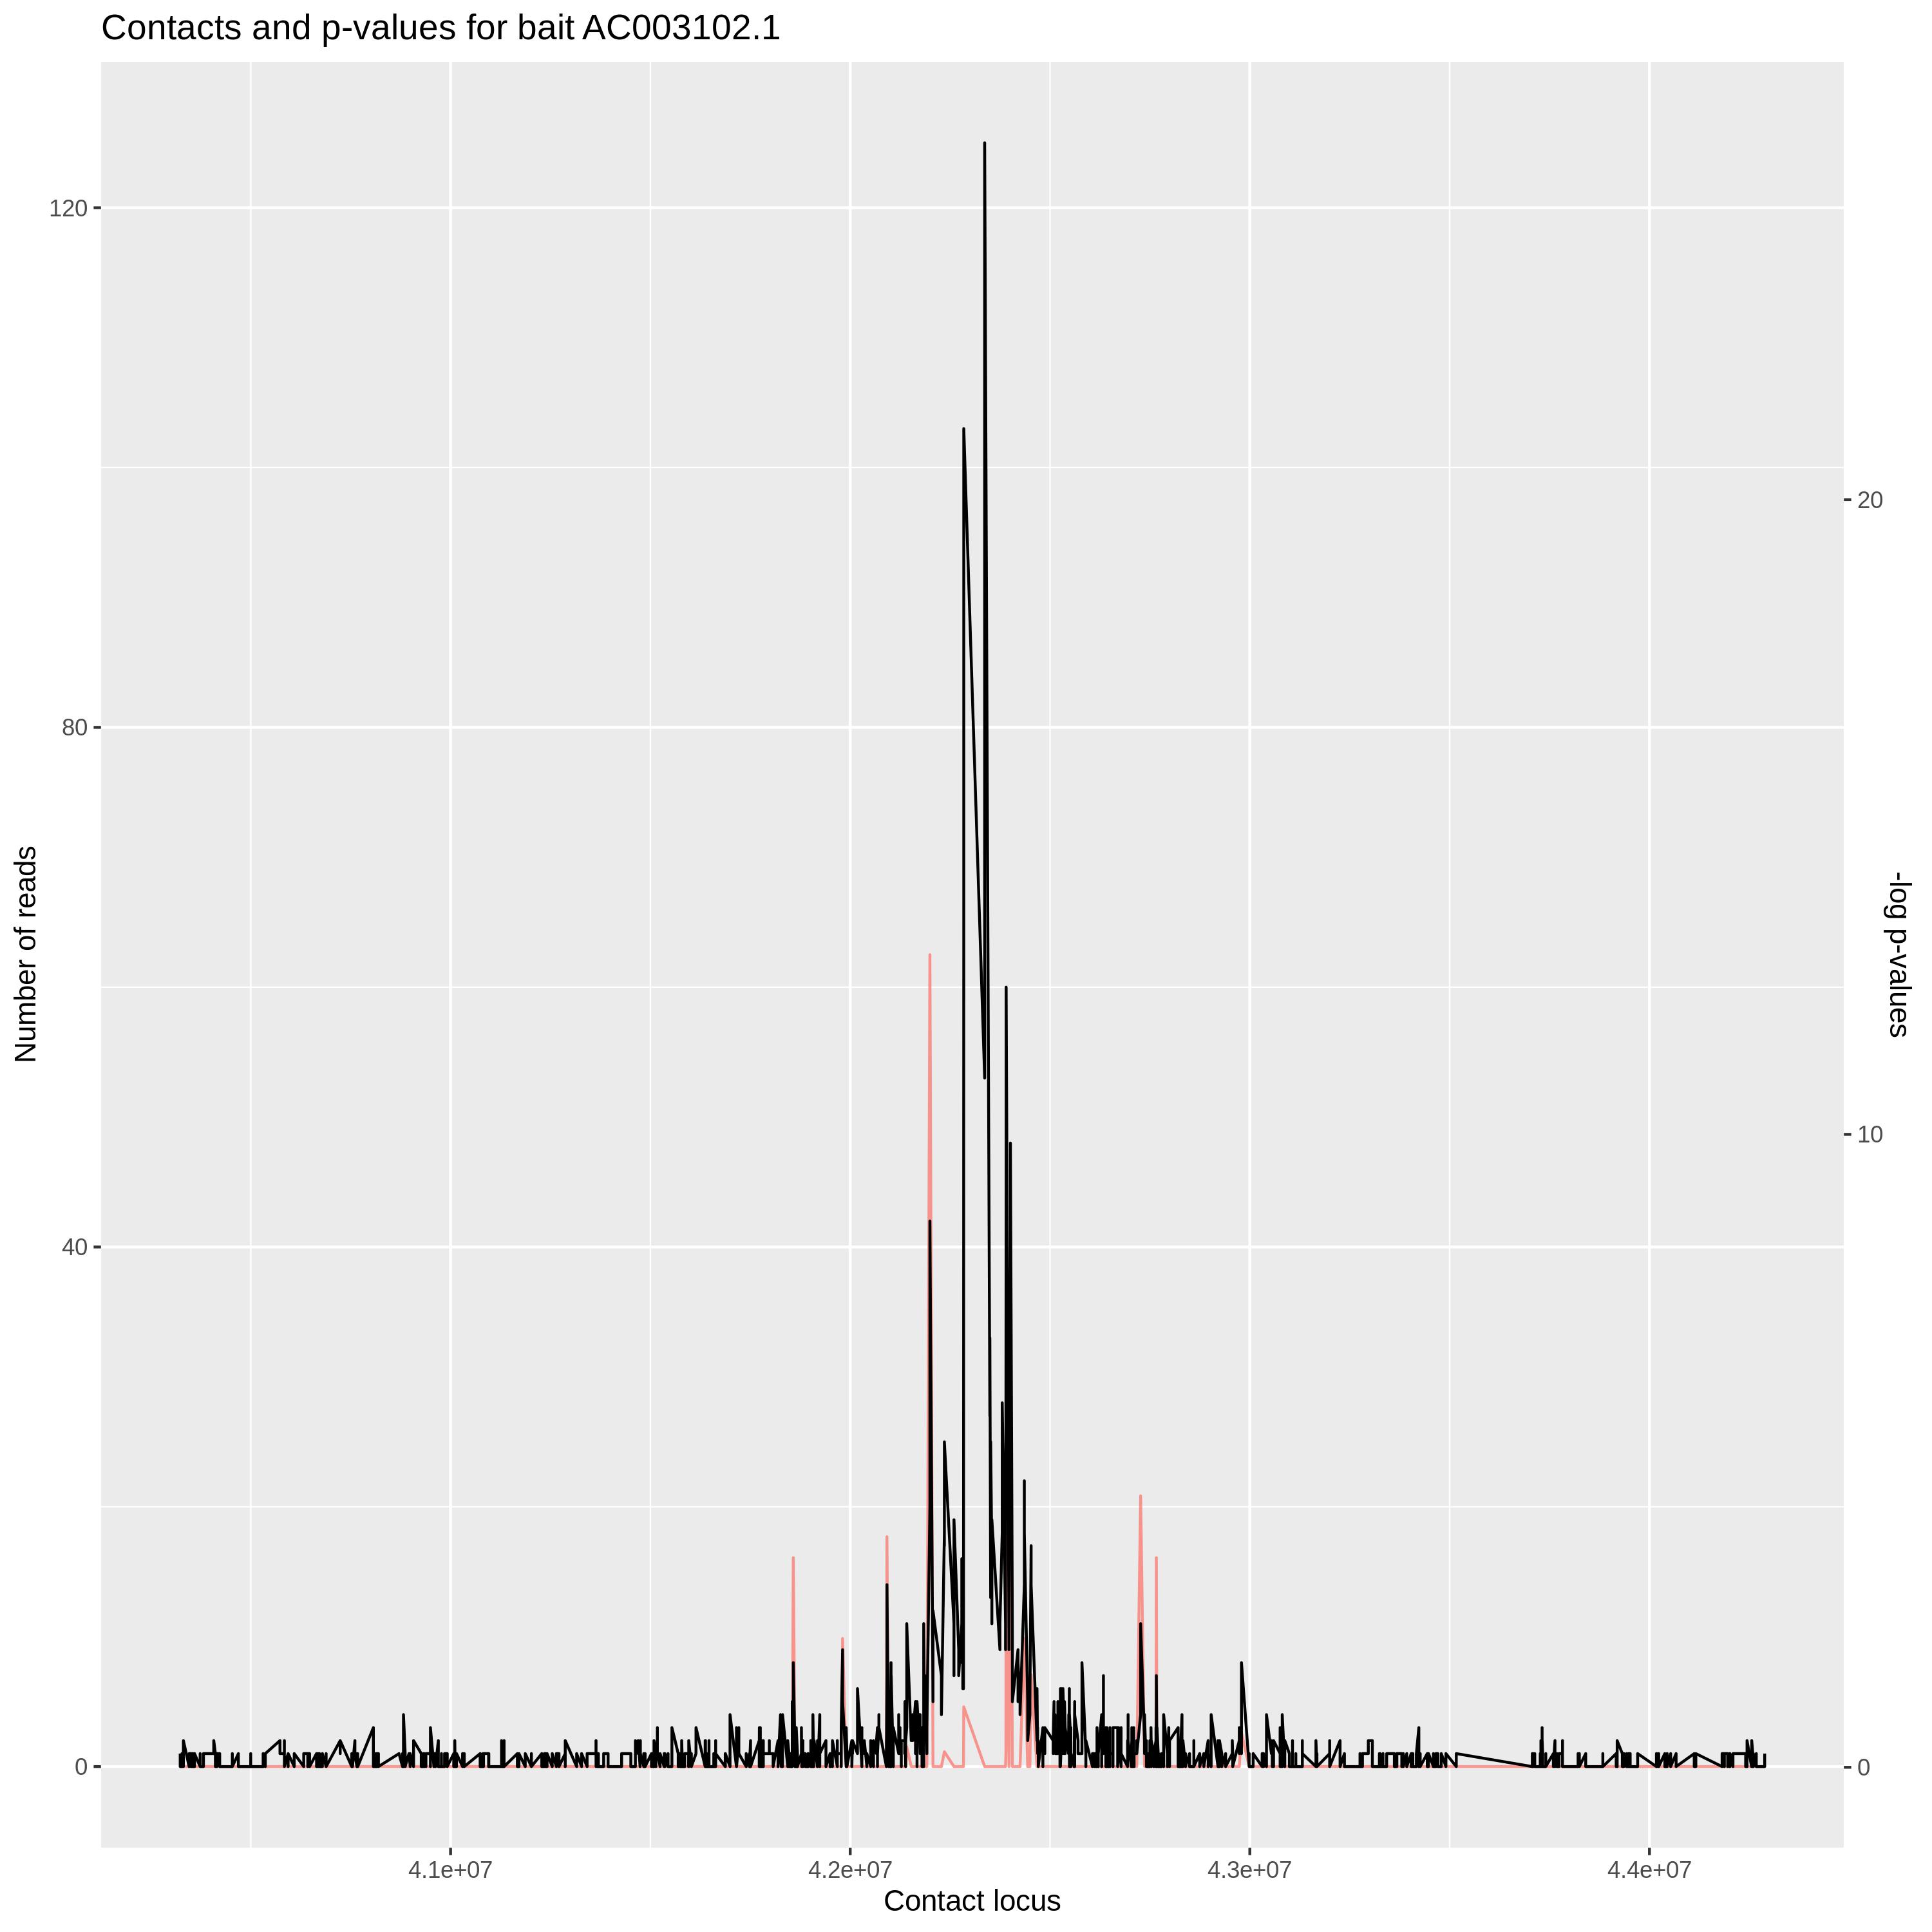 Contacts and p-values for bait AC003102.1
120
80
40
0
20
10
0
Number of reads
-log p-values
4.1e+07
4.2e+07
4.3e+07
4.4e+07
Contact locus